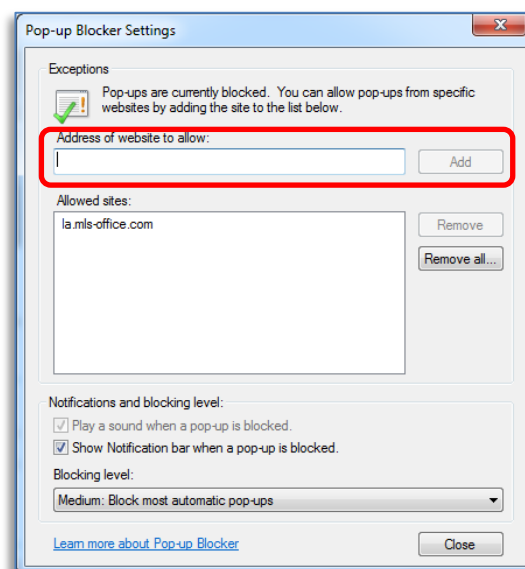 Pop-up Blocker Settings
Exceptions
Pop-ups are currently blocked. You can allow pop-ups from specific
websites by adding the site to the list below.
Address of website to allow:
Add
Allowed sites:
la.mls-office.com
Remove
Remove all...
Notifications and blocking level:
Play a sound when a pop-up is blocked.
Show Notification bar when a pop-up is blocked.
Blocking level:
Medium: Block most automatic pop-ups
Learn more about Pop-up Blocker
Close